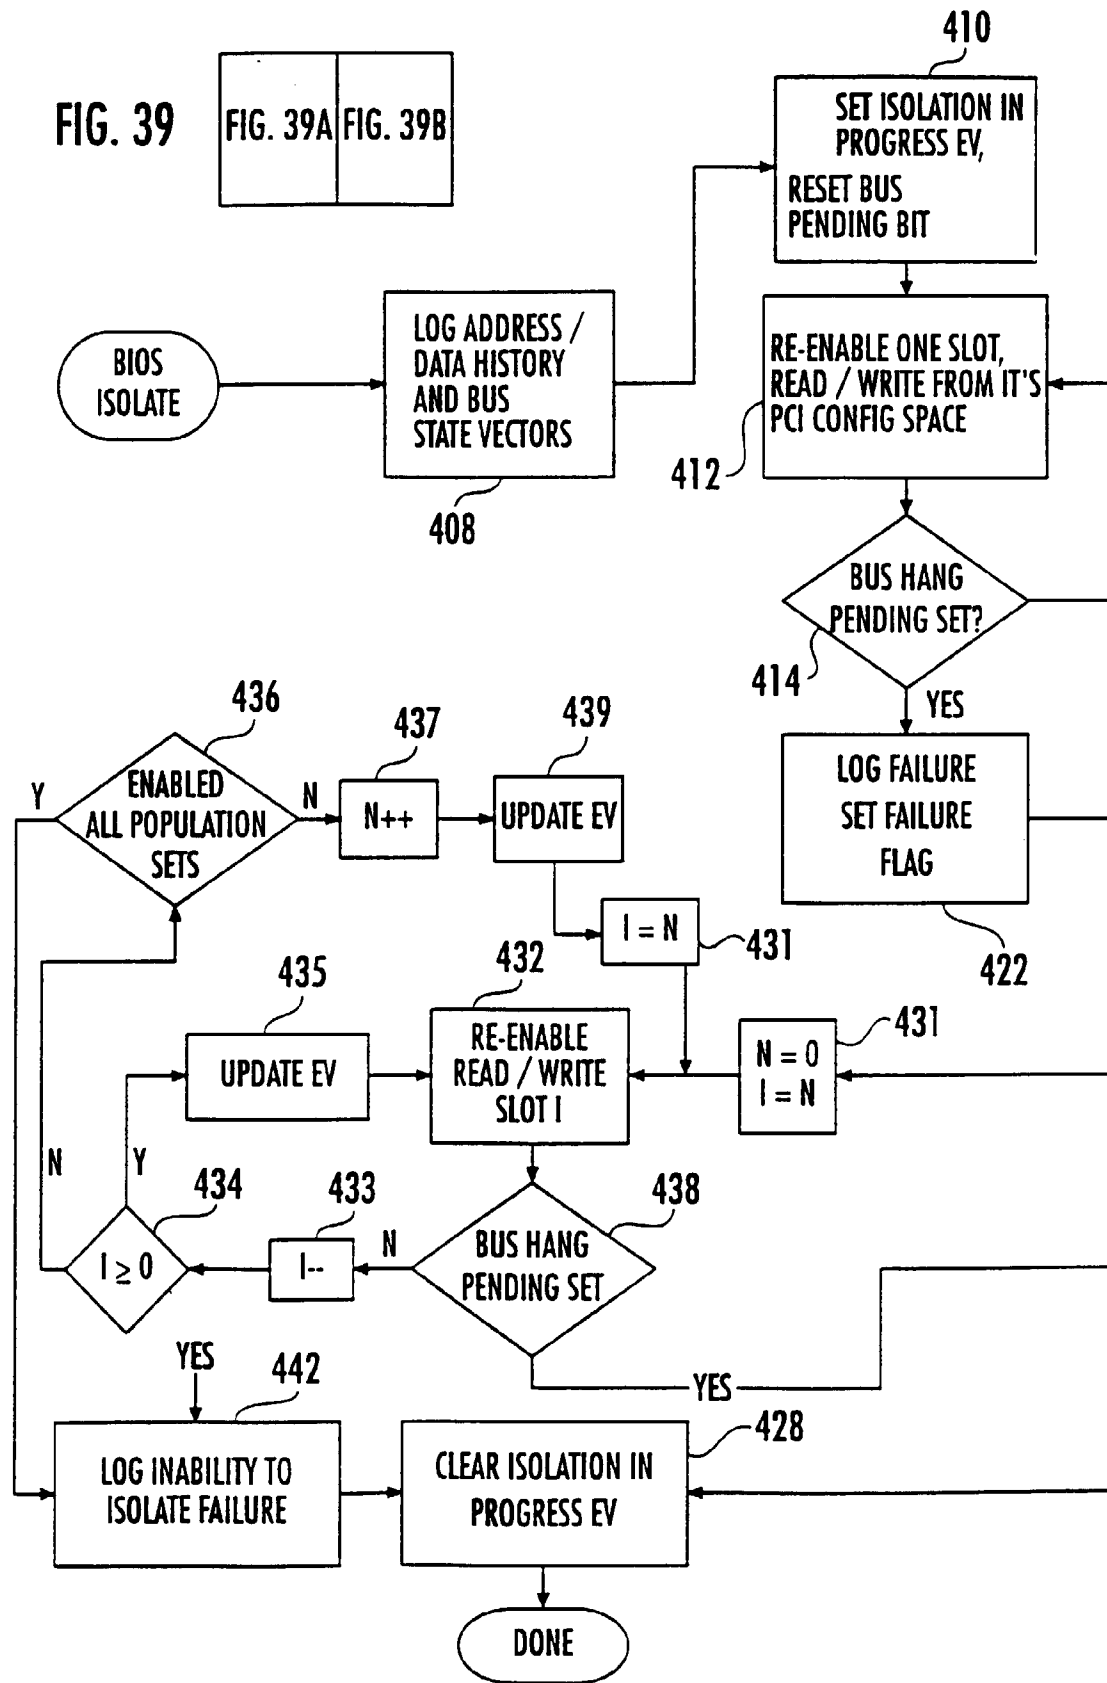 FIG. 39
FIG. 39A
FIG. 39B
410
SET ISOLATION IN
PROGRESS EV,
RESET BUS
PENDING BIT
BIOS
ISOLATE
LOG ADDRESS /
DATA HISTORY
AND BUS
STATE VECTORS
408
RE-ENABLE ONE SLOT,
READ / WRITE FROM IT'S
PCI CONFIG SPACE
412
BUS HANG
PENDING SET?
414
YES
LOG FAILURE
SET FAILURE
FLAG
422
436
ENABLED
ALL POPULATION
SETS
Y
N
437
N++
439
UPDATE EV
I = N
431
435
UPDATE EV
432
RE-ENABLE
READ / WRITE
SLOT I
431
N = 0
I = N
N
Y
434
I ≥ 0
433
I--
N
438
BUS HANG
PENDING SET
YES
YES
442
LOG INABILITY TO
ISOLATE FAILURE
428
CLEAR ISOLATION IN
PROGRESS EV
DONE